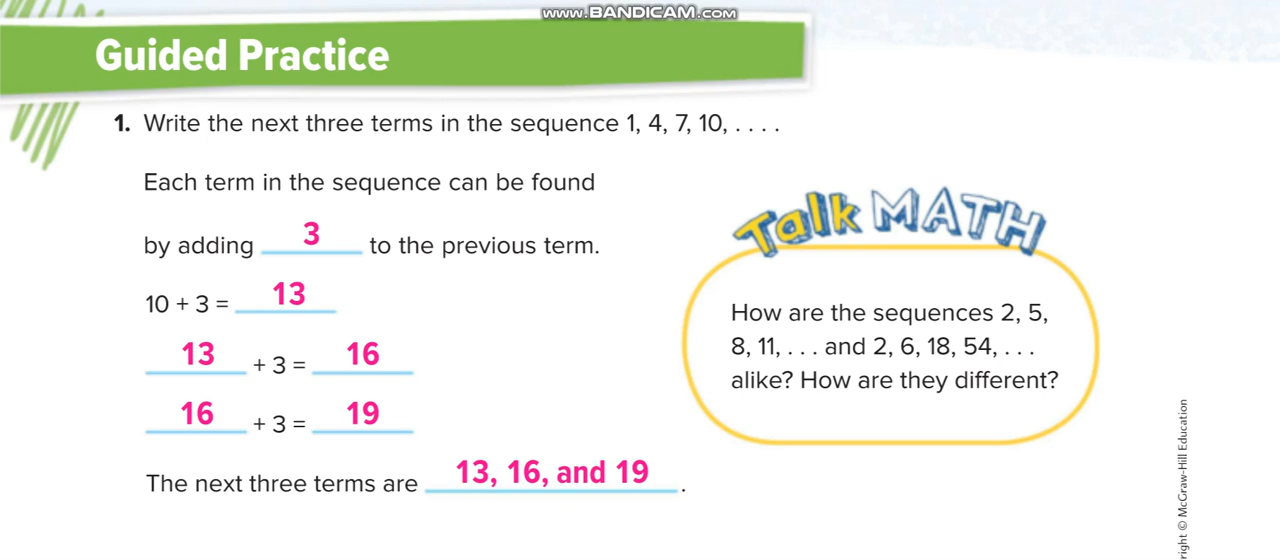 www.BANDICAM.com
Guided Practice
1. Write the next three terms in the sequence 1, 4, 7, 10, . . . .
Each term in the sequence can be found
by adding 3 to the previous term.
10 + 3 = 13
13 + 3 = 16
16 + 3 = 19
The next three terms are 13, 16, and 19.
Talk MATH
How are the sequences 2, 5,
8, 11, . . . and 2, 6, 18, 54, . . .
alike? How are they different?
right © McGraw-Hill Education